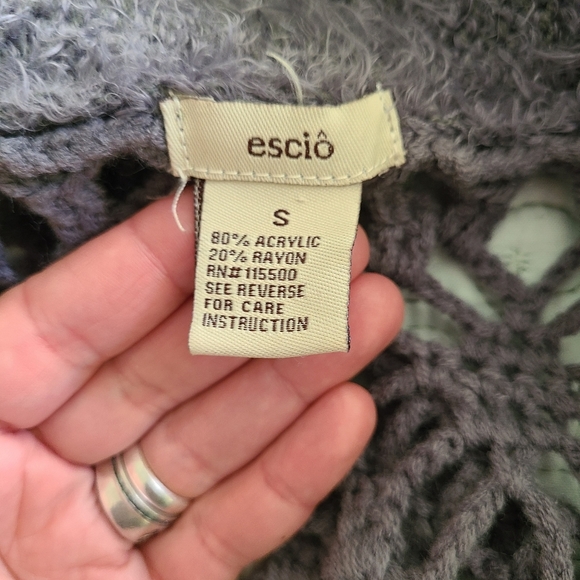 esciô
S
80% ACRYLIC
20% RAYON
RN# 115500
SEE REVERSE
FOR CARE
INSTRUCTION